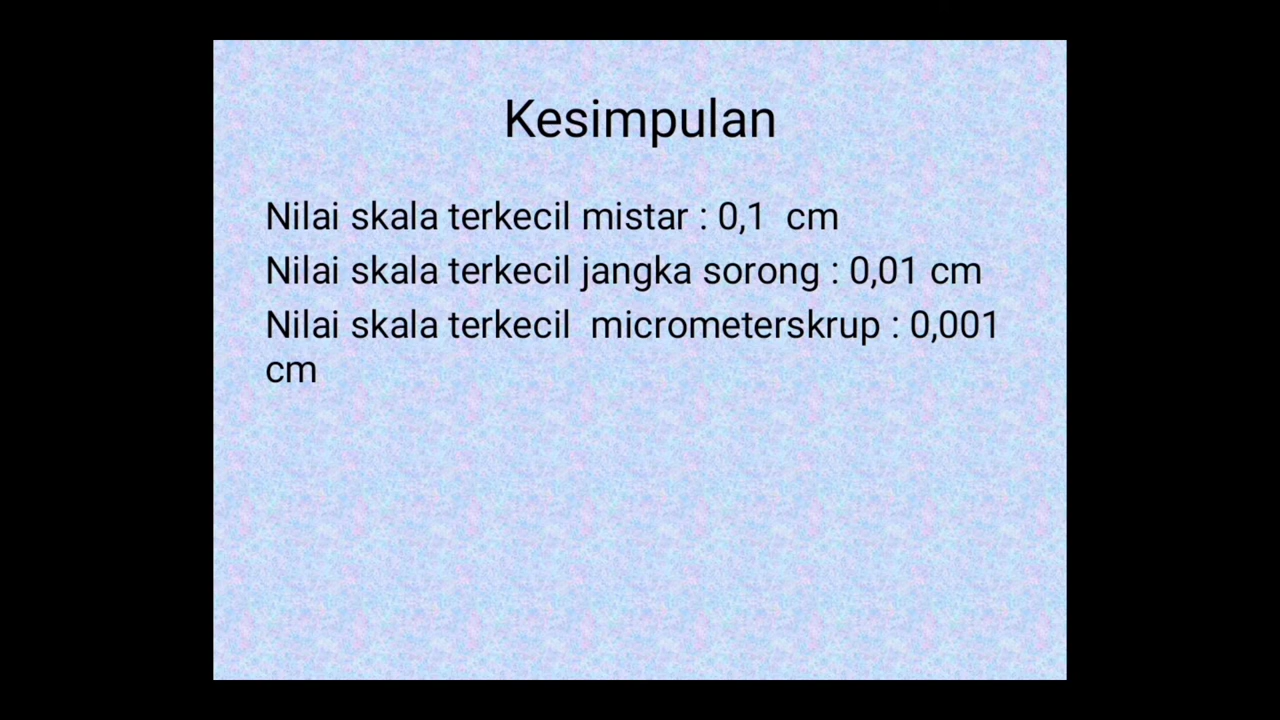 Kesimpulan
Nilai skala terkecil mistar : 0,1  cm
Nilai skala terkecil jangka sorong : 0,01 cm
Nilai skala terkecil  micrometerskrup : 0,001
cm